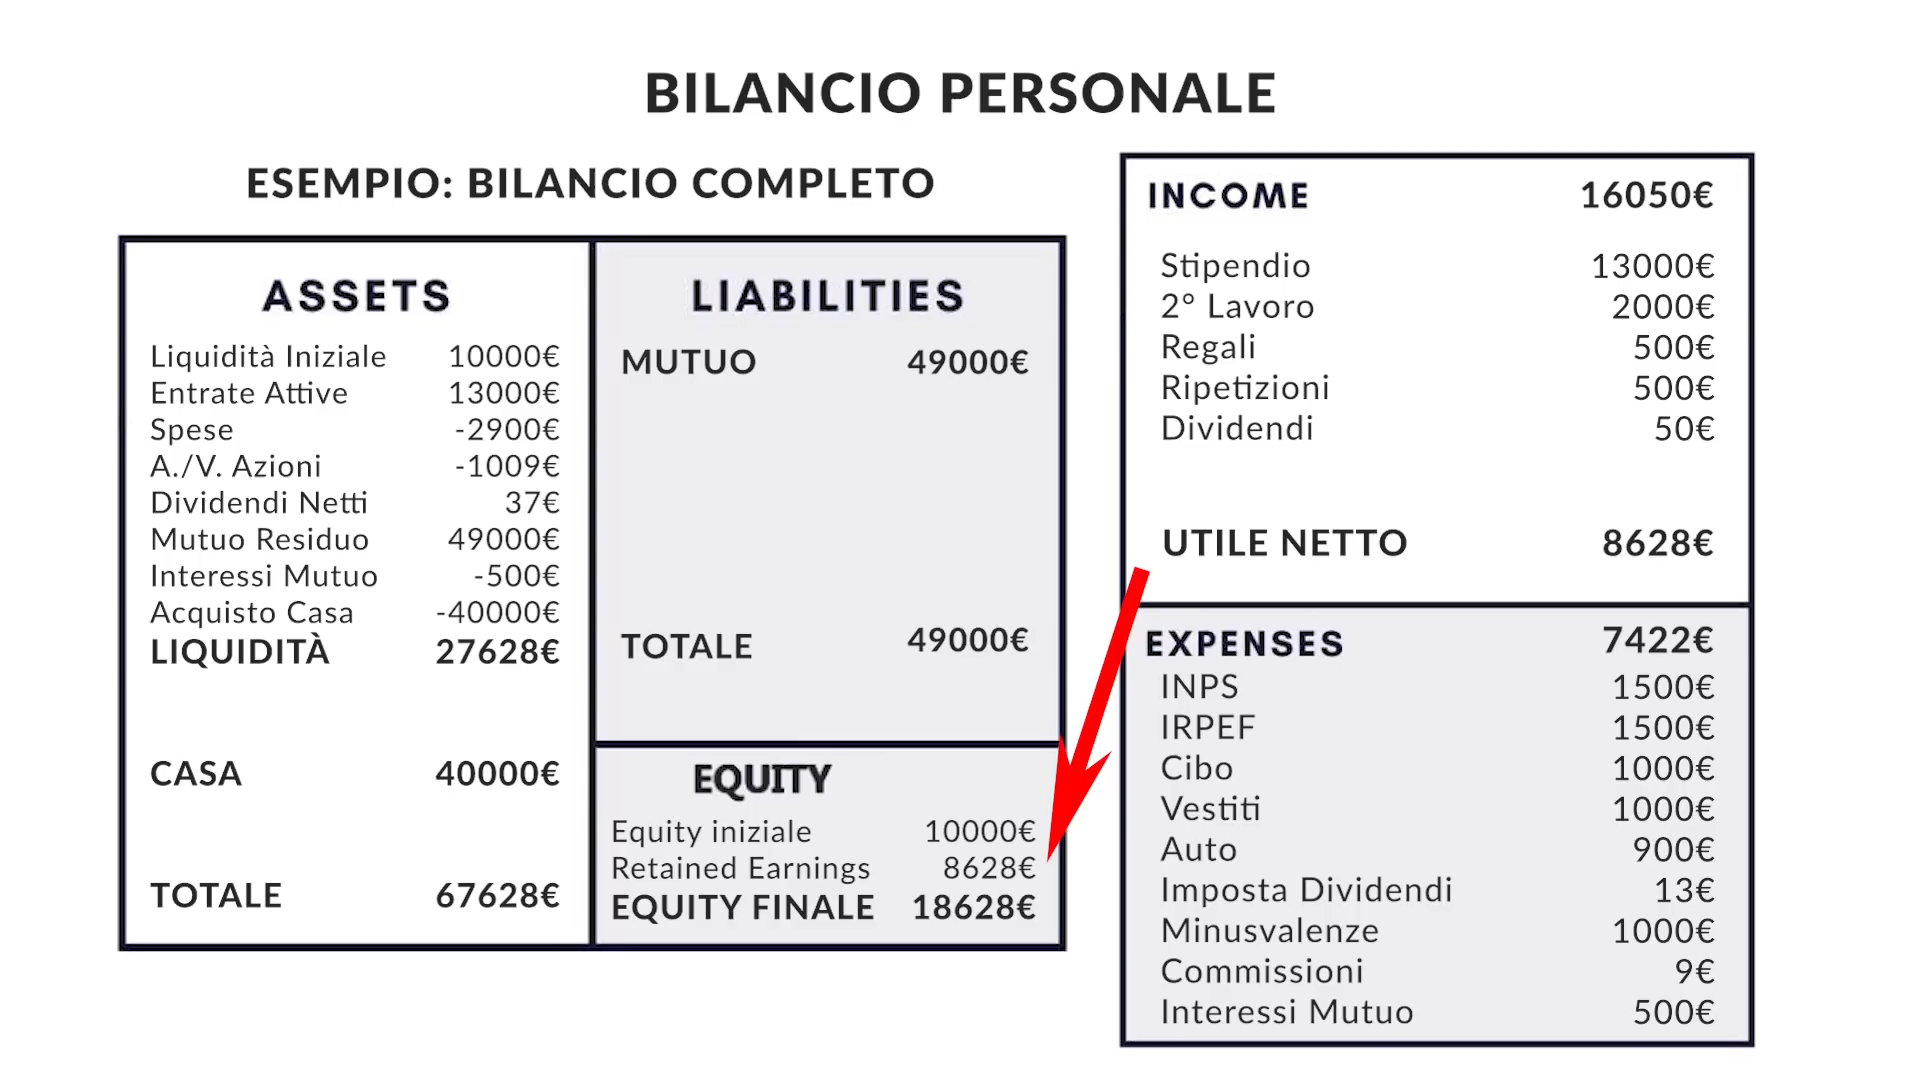 BILANCIO PERSONALE
ESEMPIO: BILANCIO COMPLETO
ASSETS
Liquidità Iniziale 10000€
Entrate Attive 13000€
Spese -2900€
A./V. Azioni -1009€
Dividendi Netti 37€
Mutuo Residuo 49000€
Interessi Mutuo -500€
Acquisto Casa -40000€
LIQUIDITÀ 27628€
CASA 40000€
TOTALE 67628€
LIABILITIES
MUTUO 49000€
TOTALE 49000€
EQUITY
Equity iniziale 10000€
Retained Earnings 8628€
EQUITY FINALE 18628€
INCOME 16050€
Stipendio 13000€
2° Lavoro 2000€
Regali 500€
Ripetizioni 500€
Dividendi 50€
UTILE NETTO 8628€
EXPENSES 7422€
INPS 1500€
IRPEF 1500€
Cibo 1000€
Vestiti 1000€
Auto 900€
Imposta Dividendi 13€
Minusvalenze 1000€
Commissioni 9€
Interessi Mutuo 500€